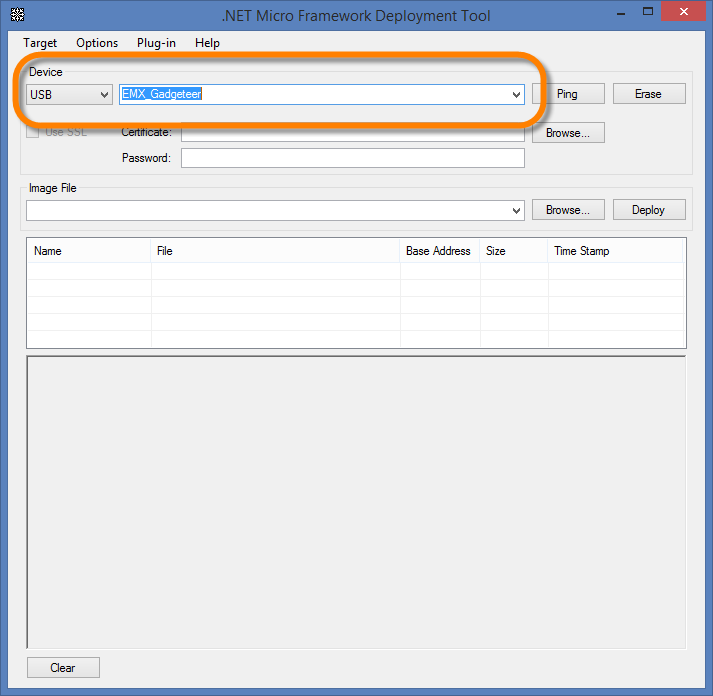 .NET Micro Framework Deployment Tool
Target Options Plug-in Help
Device
USB EMX_Gadgeteer Ping Erase
Use SSL Certificate: Browse...
Password:
Image File
Browse... Deploy
Name File Base Address Size Time Stamp
Clear